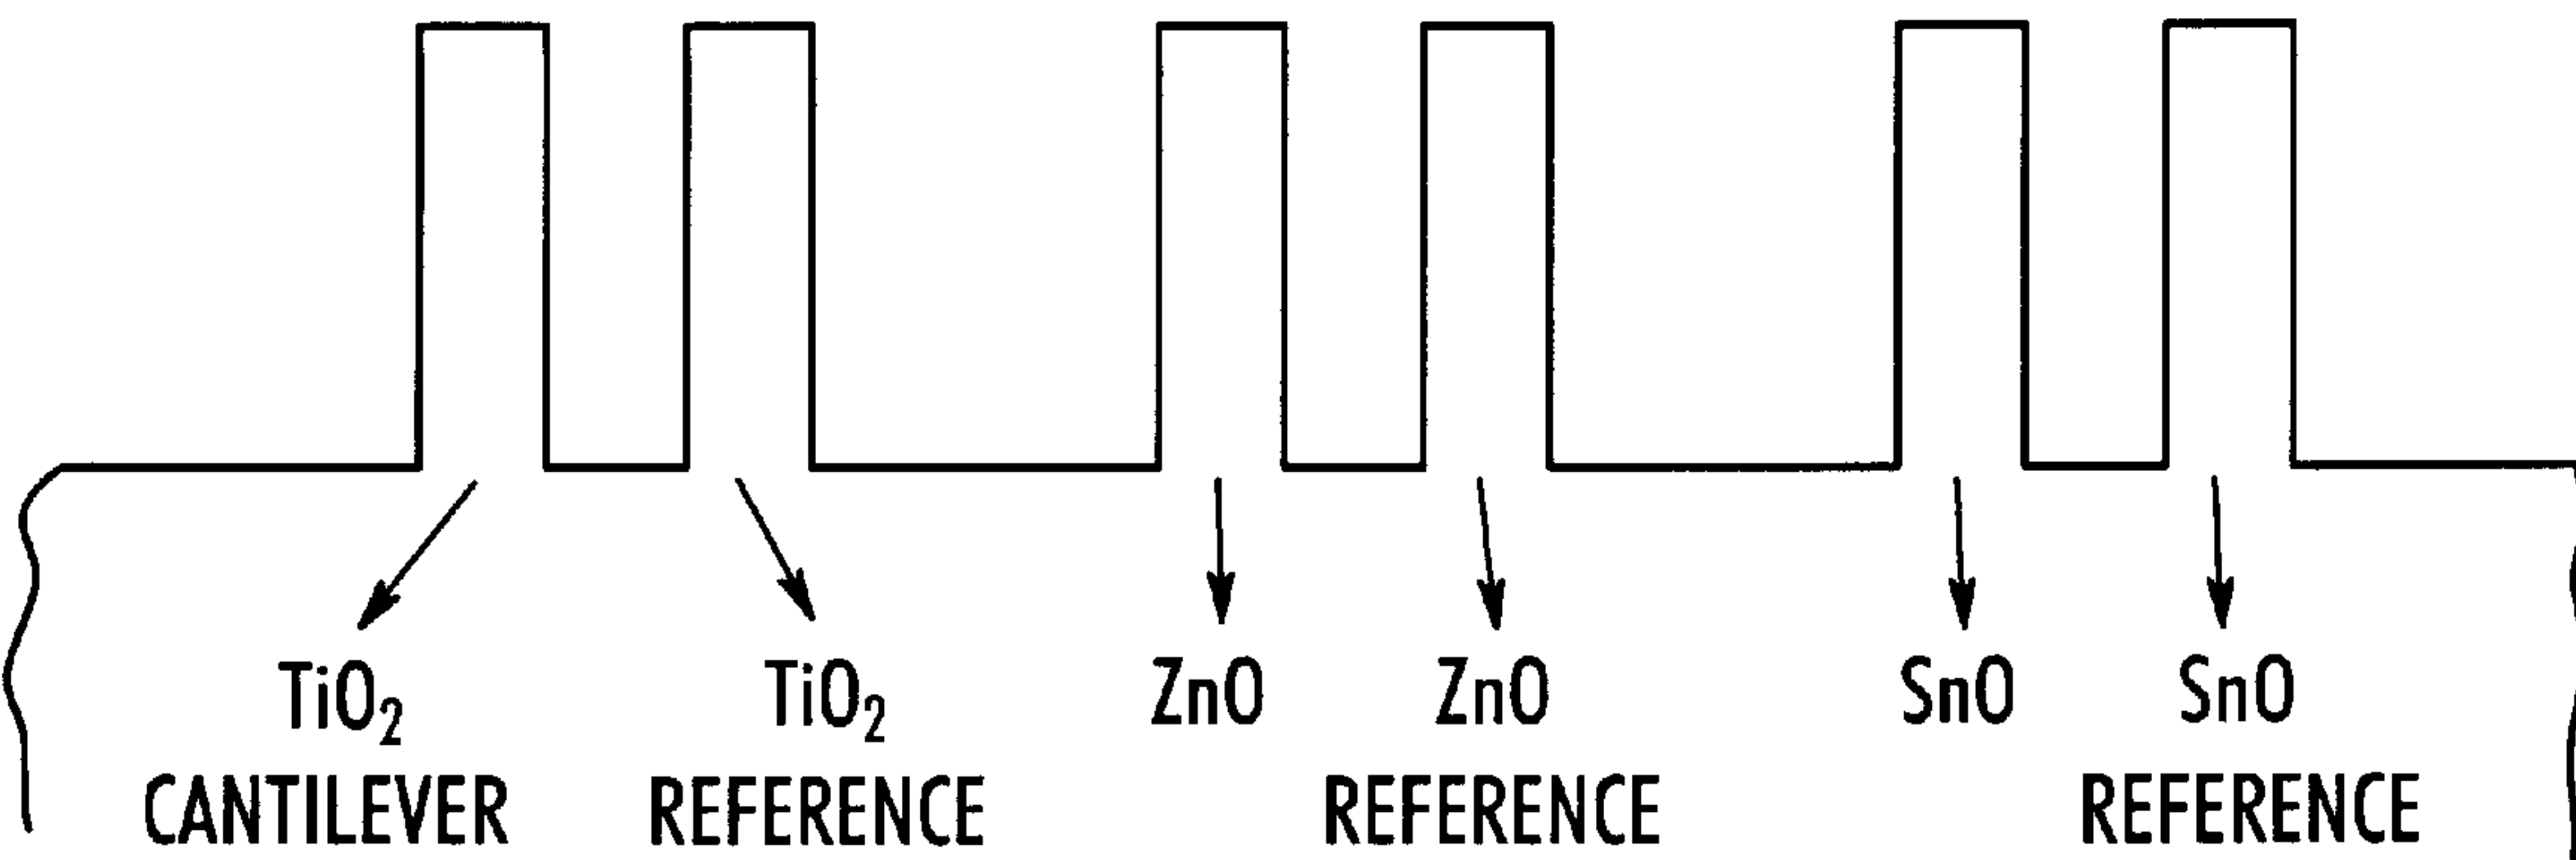 TiO₂ TiO₂ ZnO ZnO SnO SnO
CANTILEVER REFERENCE REFERENCE REFERENCE